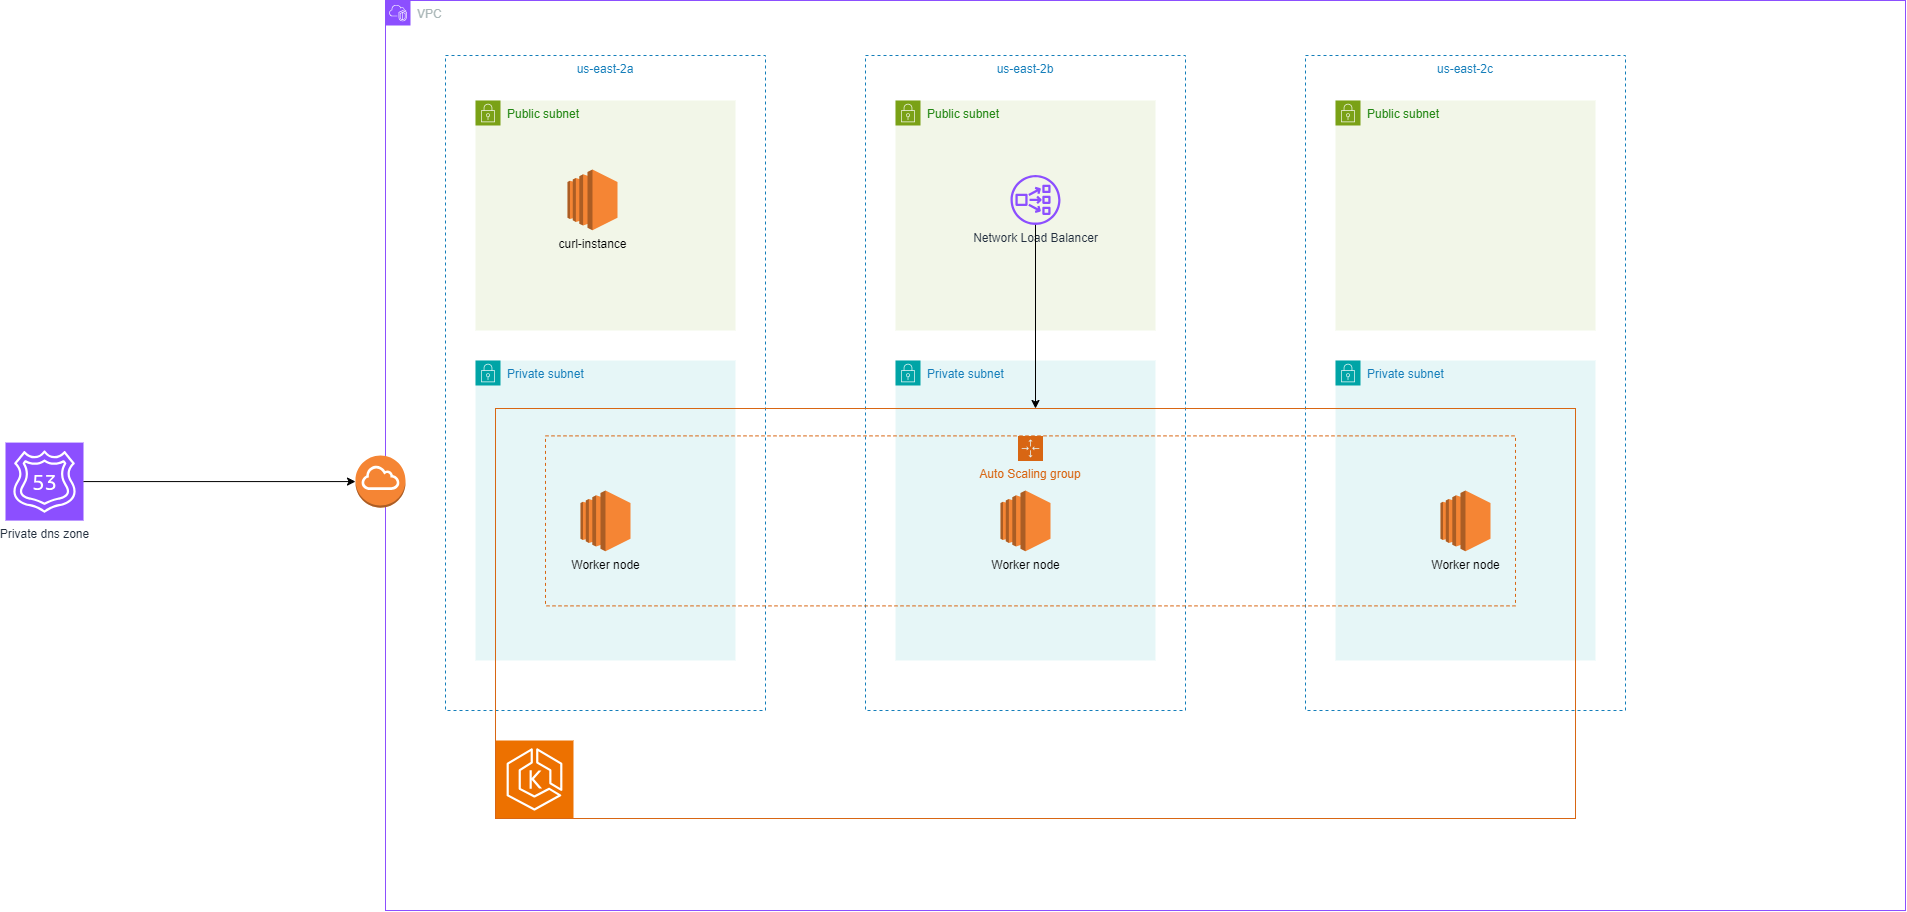 VPC
us-east-2a
us-east-2b
us-east-2c
Public subnet
Public subnet
Public subnet
curl-instance
Network Load Balancer
Private subnet
Private subnet
Private subnet
53
Private dns zone
Auto Scaling group
Worker node
Worker node
Worker node
K